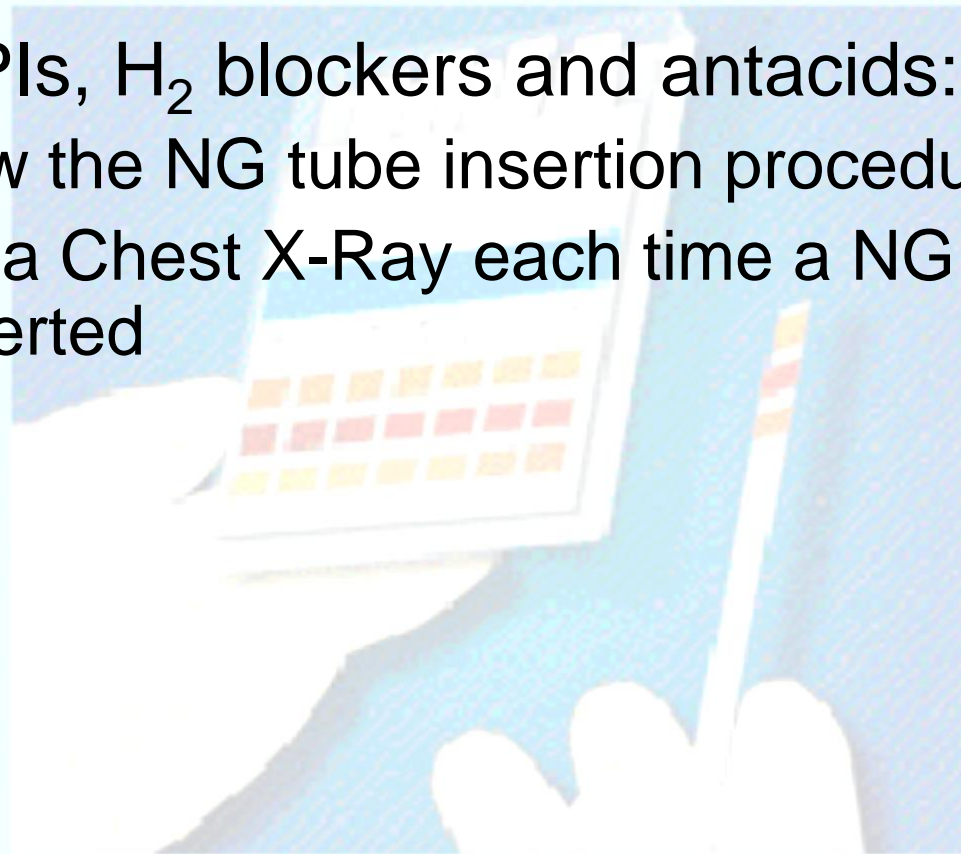 PIs, H₂ blockers and antacids:
w the NG tube insertion procedu
a Chest X-Ray each time a NG
erted